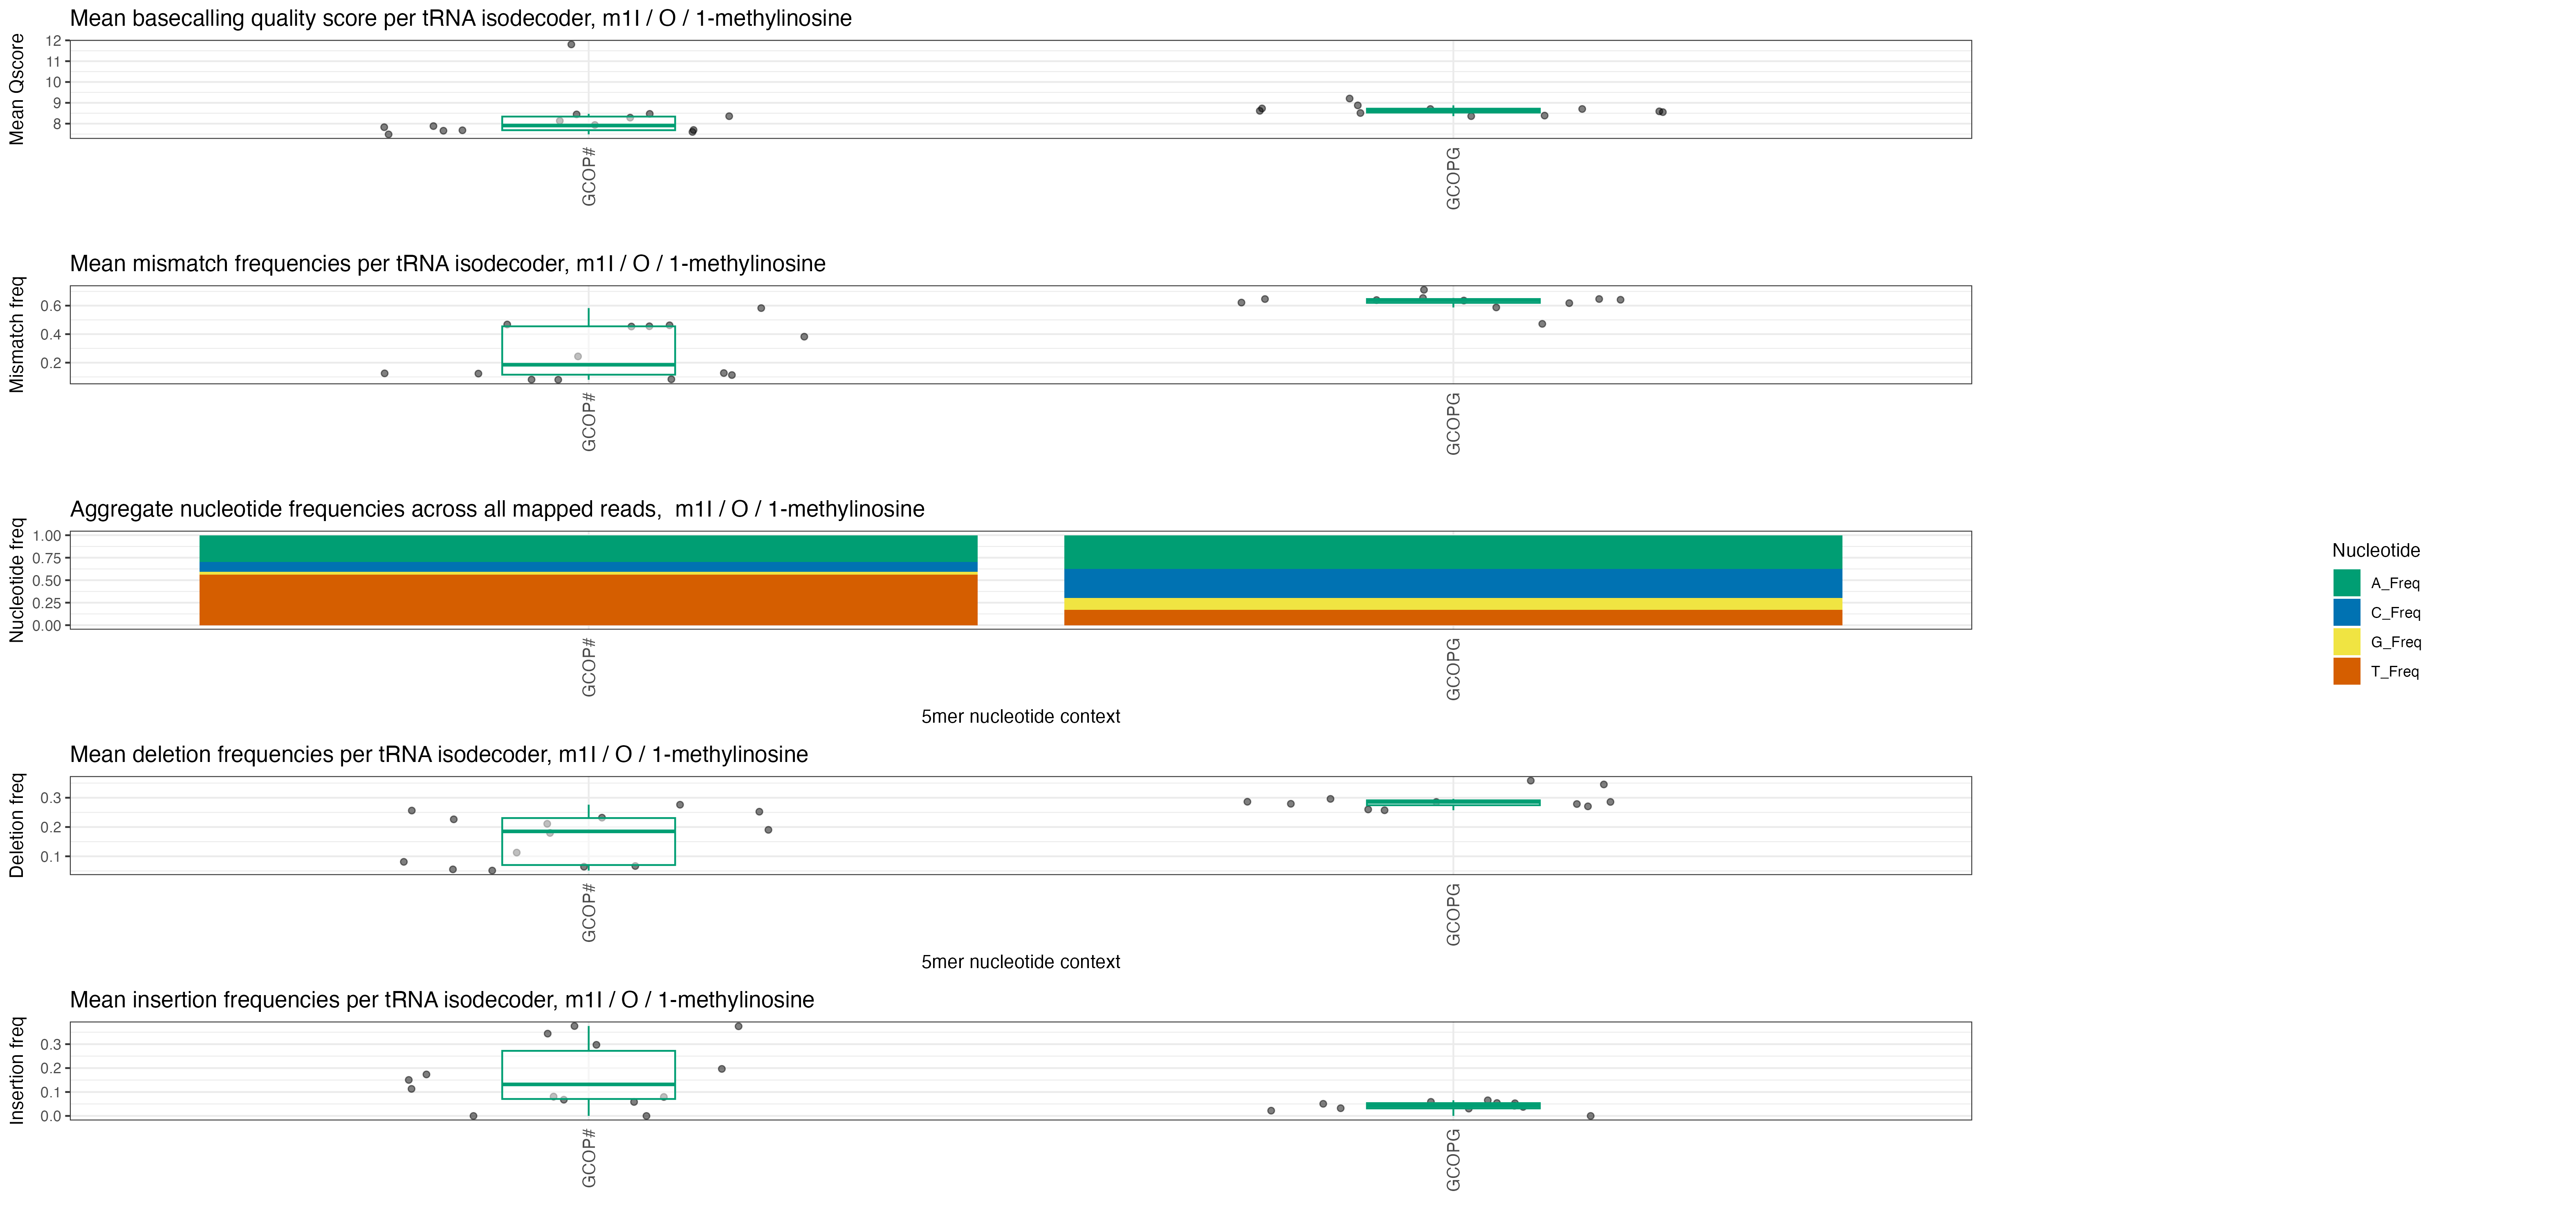 Mean basecalling quality score per tRNA isodecoder, m1I / O / 1-methylinosine
Mean Qscore
12
11
10
9
8
GCOP#
GCOPG
Mean mismatch frequencies per tRNA isodecoder, m1I / O / 1-methylinosine
Mismatch freq
0.6
0.4
0.2
GCOP#
GCOPG
Aggregate nucleotide frequencies across all mapped reads,  m1I / O / 1-methylinosine
Nucleotide freq
1.00
0.75
0.50
0.25
0.00
GCOP#
GCOPG
5mer nucleotide context
Nucleotide
A_Freq
C_Freq
G_Freq
T_Freq
Mean deletion frequencies per tRNA isodecoder, m1I / O / 1-methylinosine
Deletion freq
0.3
0.2
0.1
GCOP#
GCOPG
5mer nucleotide context
Mean insertion frequencies per tRNA isodecoder, m1I / O / 1-methylinosine
Insertion freq
0.3
0.2
0.1
0.0
GCOP#
GCOPG